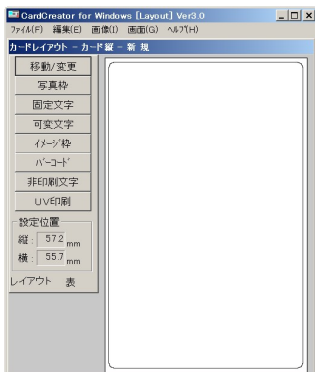 CardCreator for Windows [Layout] Ver3.0
ファイル(F) 編集(E) 画像(I) 画面(G) ヘルプ(H)
カードレイアウト - カード縦 - 新 規
移動/変更
写真枠
固定文字
可変文字
イメージ枠
バーコード
非印刷文字
UV印刷
設定位置
縦: 57.2 mm
横: 55.7 mm
レイアウト 表